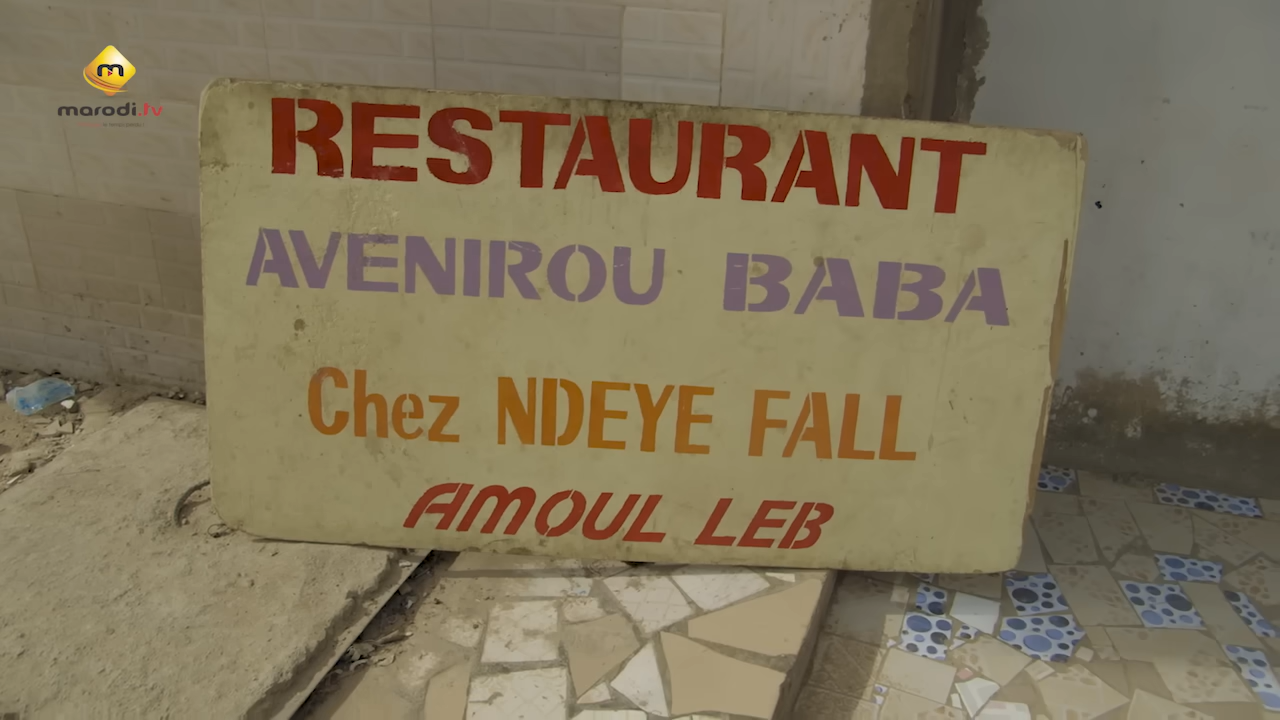 marodi.tv
RESTAURANT
AVENIROU BABA
Chez NDEYE FALL
AMOUL LEB